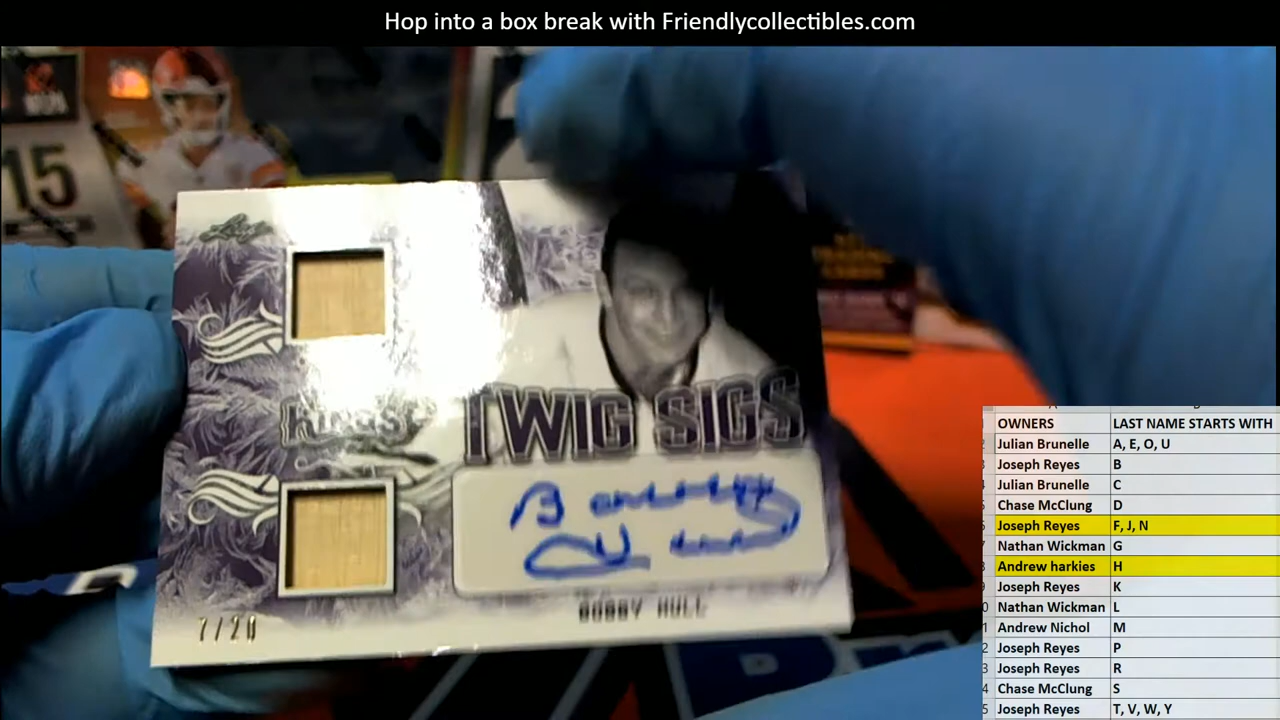 Hop into a box break with Friendlycollectibles.com
15
Leaf
TWIG SIGS
BOBBY HULL
7/20
OWNERS LAST NAME STARTS WITH
Julian Brunelle A, E, O, U
Joseph Reyes B
Julian Brunelle C
Chase McClung D
Joseph Reyes F, J, N
Nathan Wickman G
Andrew harkies H
Joseph Reyes K
Nathan Wickman L
Andrew Nichol M
Joseph Reyes P
Joseph Reyes R
Chase McClung S
Joseph Reyes T, V, W, Y